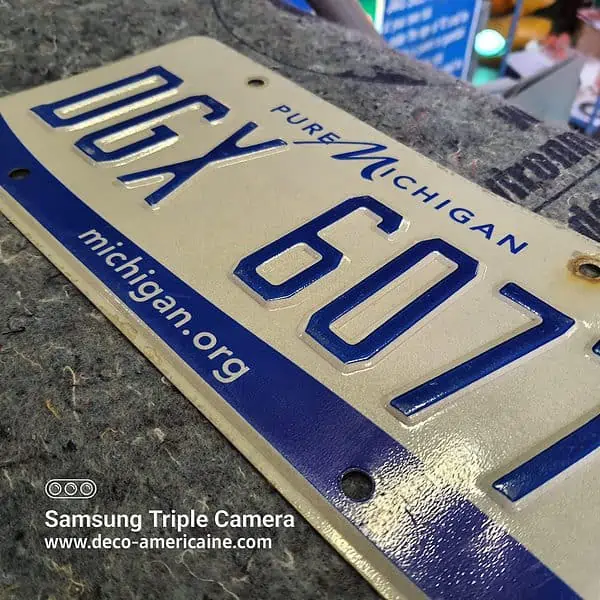 PURE MICHIGAN
DGX 607
michigan.org
Samsung Triple Camera
www.deco-americaine.com